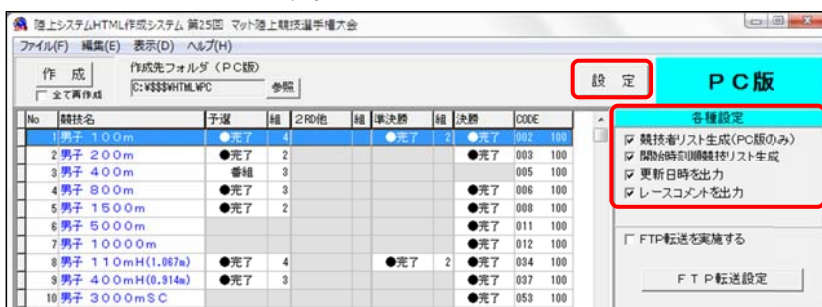 陸上システムHTML作成システム 第25回 マット陸上競技選手権大会
ファイル(F) 編集(E) 表示(D) ヘルプ(H)
作 成
全て再作成
作成先フォルダ (PC版)
C:¥$$$¥HTML¥PC
参照
設 定
PC版
No 競技名 予選 組 2RD他 組 準決勝 組 決勝 CODE
1 男子 100m ●完了 4 ●完了 2 ●完了 002 100
2 男子 200m ●完了 2 ●完了 003 100
3 男子 400m 番組 3 005 100
4 男子 800m ●完了 3 ●完了 006 100
5 男子 1500m ●完了 2 ●完了 008 100
6 男子 5000m ●完了 011 100
7 男子 10000m ●完了 012 100
8 男子 110mH(1.067m) ●完了 4 ●完了 2 ●完了 034 100
9 男子 400mH(0.914m) ●完了 3 ●完了 037 100
10 男子 3000mSC ●完了 053 100
各種設定
競技者リスト生成(PC版のみ)
開始時刻順競技リスト生成
更新日時を出力
レースコメントを出力
FTP転送を実施する
FTP転送設定